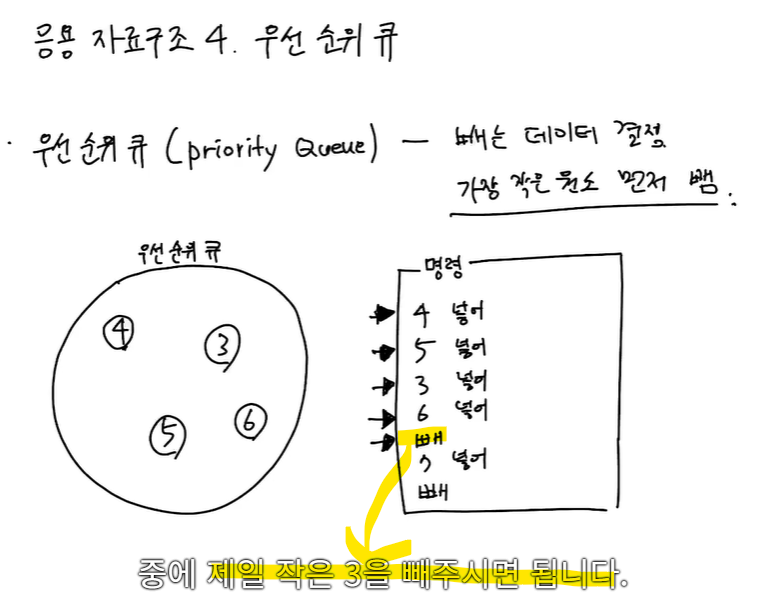 응용 자료구조 4. 우선 순위 큐
· 우선 순위 큐 (priority Queue) — 빼는 데이터 결정
가장 작은 원소 먼저 뺌.
우선 순위 큐
4
3
5
6
명령
4 넣어
5 넣어
3 넣어
6 넣어
빼
넣어
빼
중에 제일 작은 3을 빼주시면 됩니다.